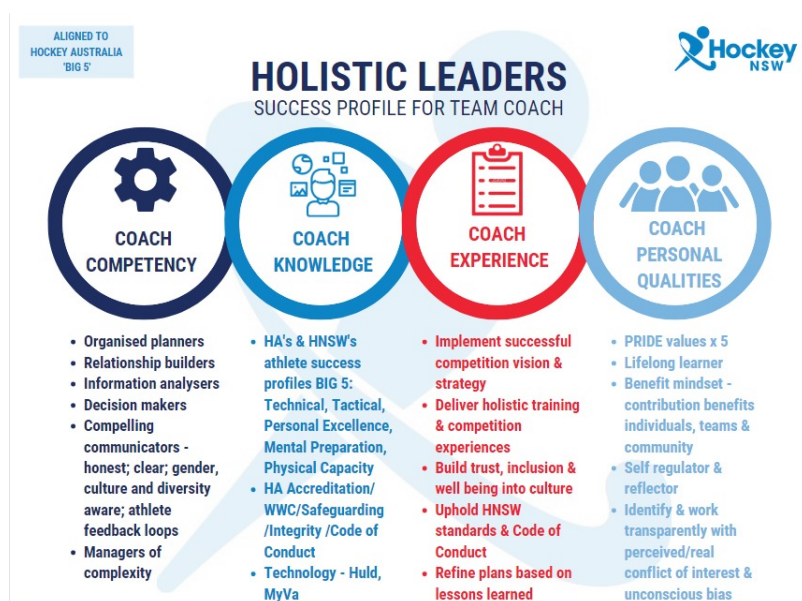 ALIGNED TO
HOCKEY AUSTRALIA
'BIG 5'
Hockey
NSW
HOLISTIC LEADERS
SUCCESS PROFILE FOR TEAM COACH
COACH
COMPETENCY
COACH
KNOWLEDGE
COACH
EXPERIENCE
COACH
PERSONAL
QUALITIES
• Organised planners
• Relationship builders
• Information analysers
• Decision makers
• Compelling
communicators -
honest; clear; gender,
culture and diversity
aware; athlete
feedback loops
• Managers of
complexity
• HA's & HNSW's
athlete success
profiles BIG 5:
Technical, Tactical,
Personal Excellence,
Mental Preparation,
Physical Capacity
• HA Accreditation/
WWC/Safeguarding
/Integrity /Code of
Conduct
• Technology - Huld,
MyVa
• Implement successful
competition vision &
strategy
• Deliver holistic training
& competition
experiences
• Build trust, inclusion &
well being into culture
• Uphold HNSW
standards & Code of
Conduct
• Refine plans based on
lessons learned
• PRIDE values x 5
• Lifelong learner
• Benefit mindset -
contribution benefits
individuals, teams &
community
• Self regulator &
reflector
• Identify & work
transparently with
perceived/real
conflict of interest &
unconscious bias